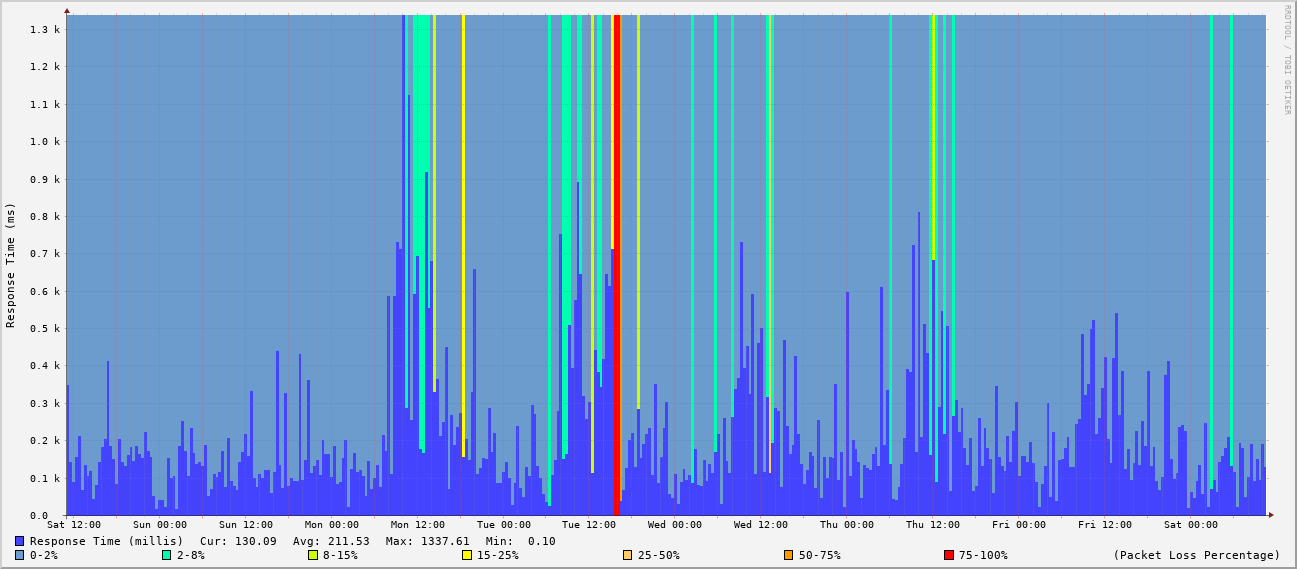 RRDTOOL / TOBI OETIKER
Response Time (ms)
1.3 k
1.2 k
1.1 k
1.0 k
0.9 k
0.8 k
0.7 k
0.6 k
0.5 k
0.4 k
0.3 k
0.2 k
0.1 k
0.0
Sat 12:00 Sun 00:00 Sun 12:00 Mon 00:00 Mon 12:00 Tue 00:00 Tue 12:00 Wed 00:00 Wed 12:00 Thu 00:00 Thu 12:00 Fri 00:00 Fri 12:00 Sat 00:00
Response Time (millis) Cur: 130.09 Avg: 211.53 Max: 1337.61 Min: 0.10
0-2% 2-8% 8-15% 15-25% 25-50% 50-75% 75-100% (Packet Loss Percentage)